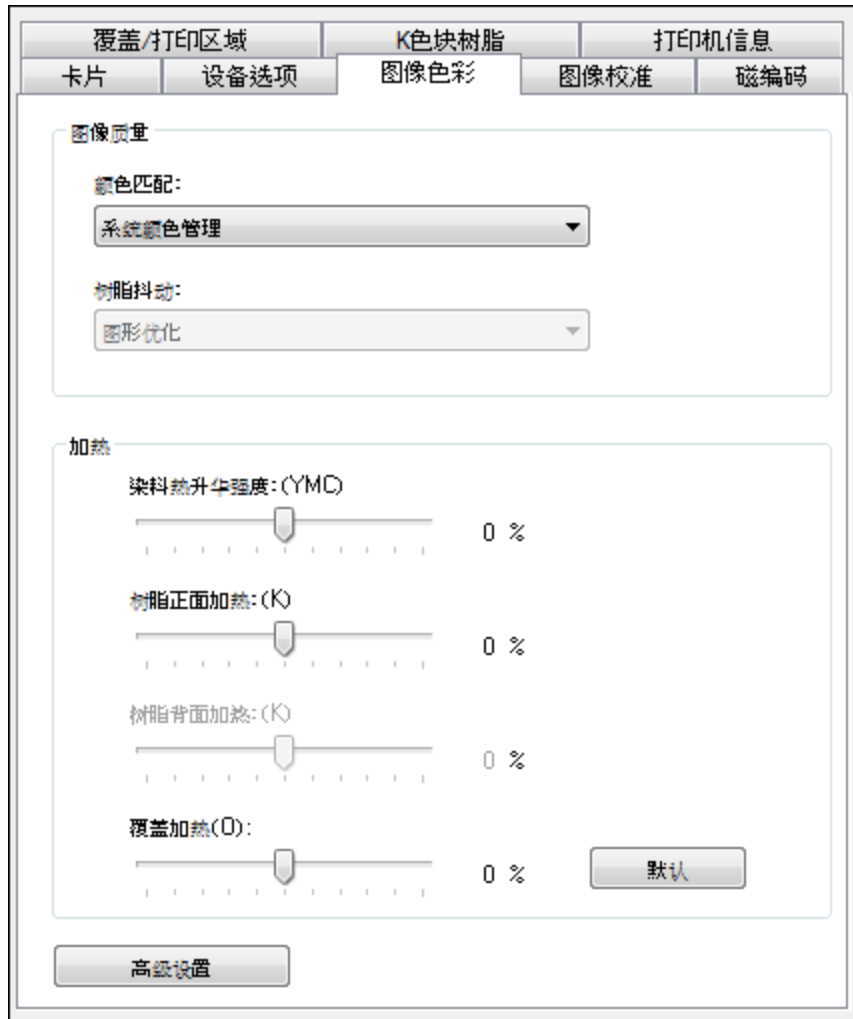 覆盖/打印区域 K色块树脂 打印机信息
卡片 设备选项 图像色彩 图像校准 磁编码
图像质量
颜色匹配:
系统颜色管理
树脂抖动:
图形优化
加热
染料热升华强度:(YMC)
0 %
树脂正面加热:(K)
0 %
树脂背面加热:(K)
0 %
覆盖加热(O):
0 % 默认
高级设置